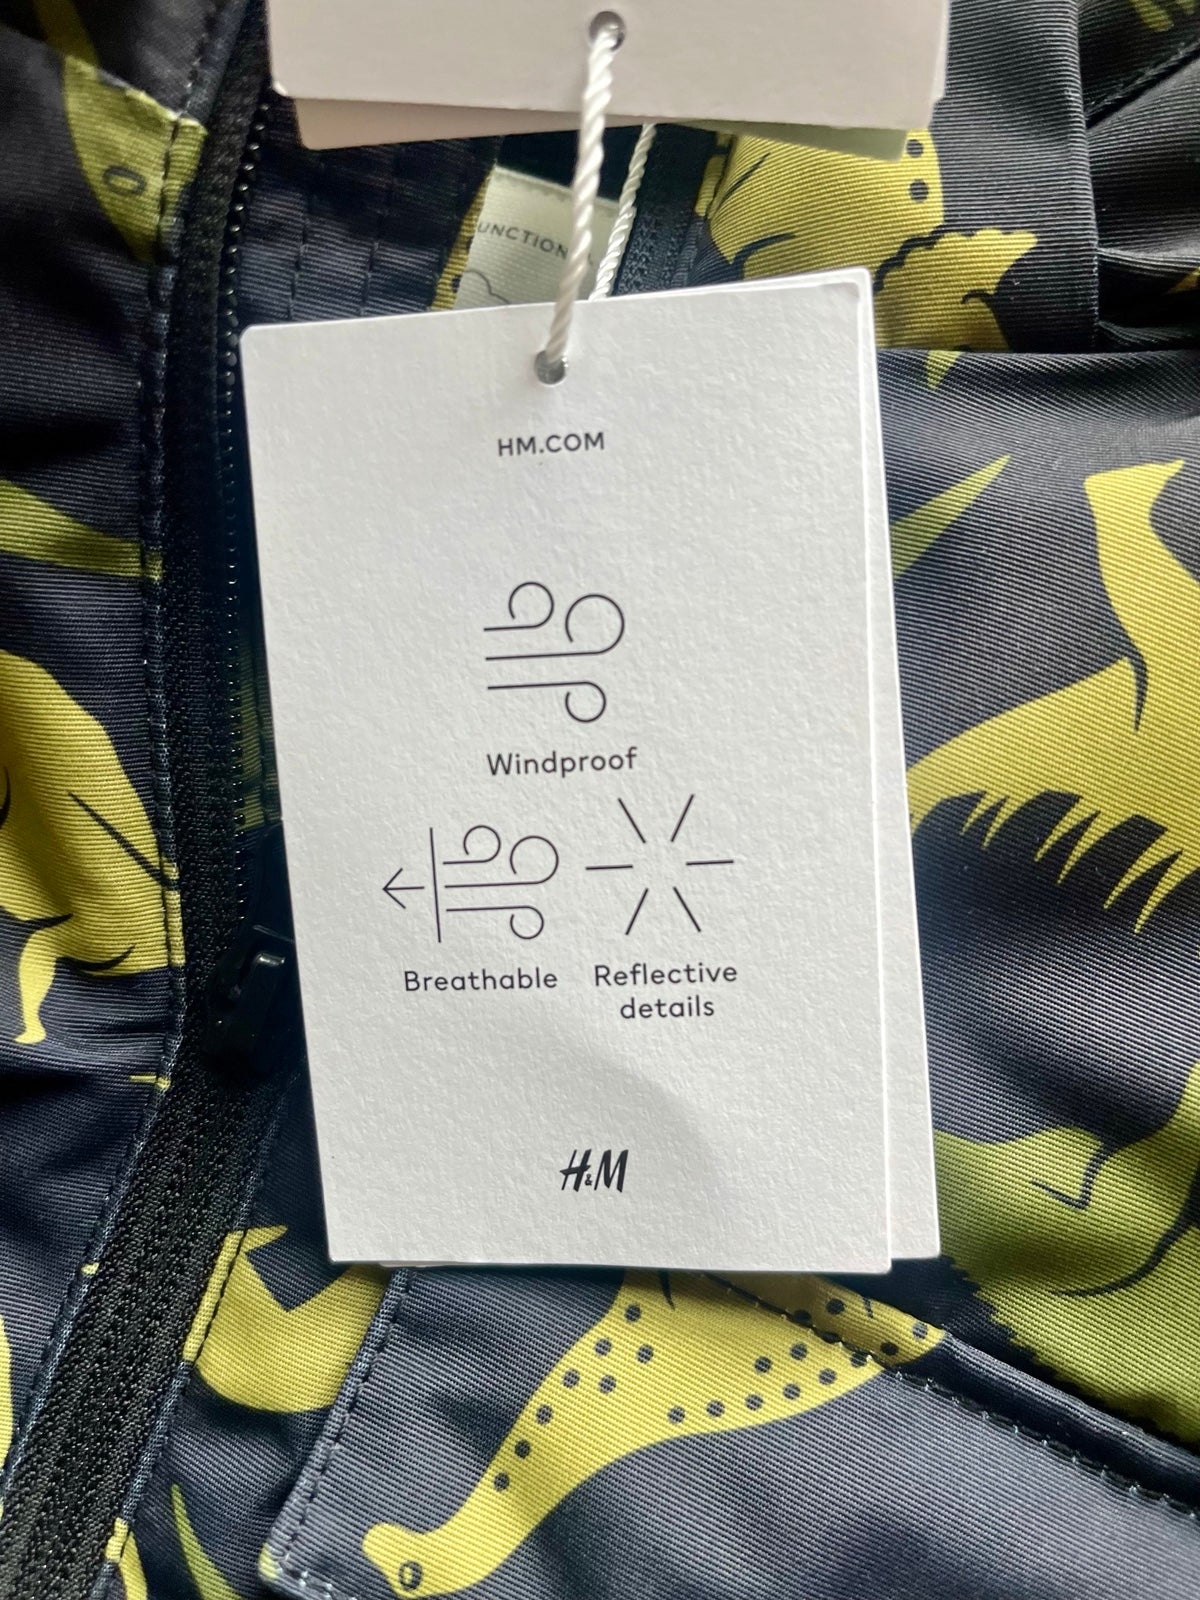 HM.COM
Windproof
Breathable
Reflective
details
H&M